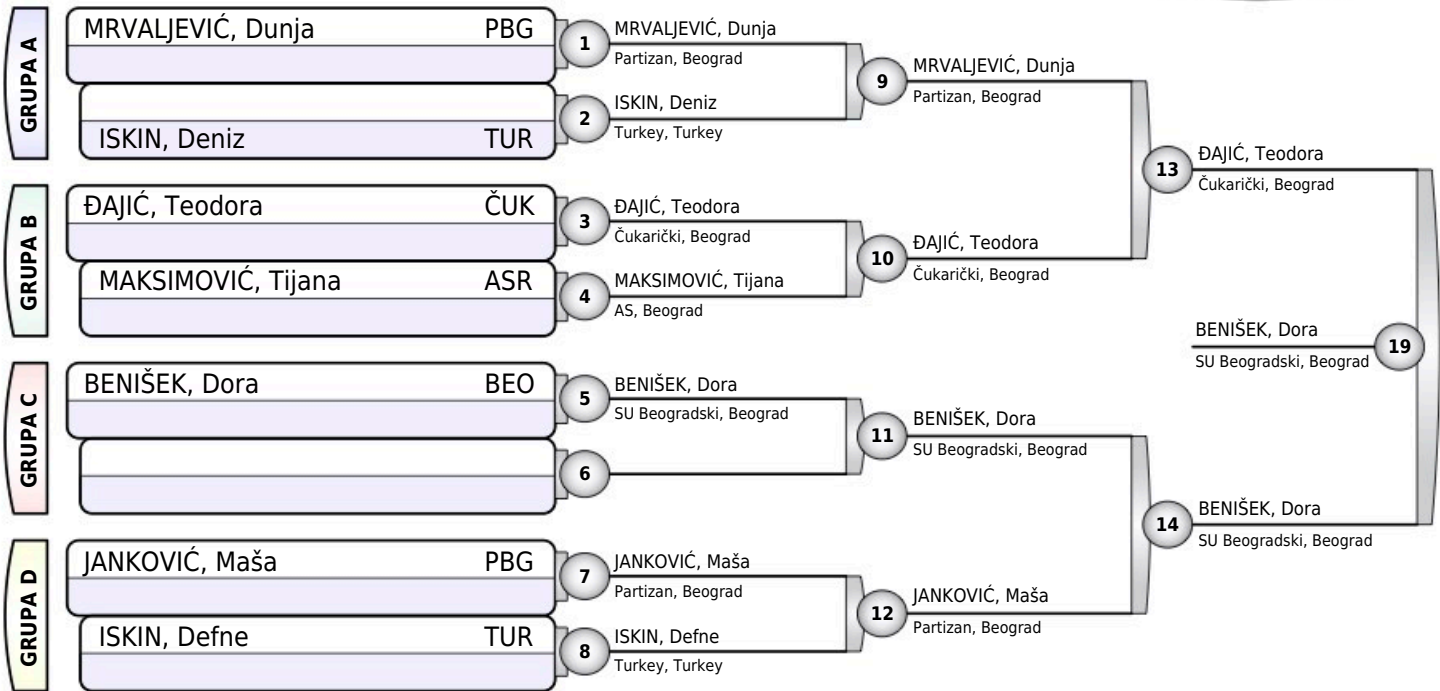 GRUPA A
MRVALJEVIĆ, Dunja PBG
ISKIN, Deniz TUR
1
MRVALJEVIĆ, Dunja
Partizan, Beograd
2
ISKIN, Deniz
Turkey, Turkey
9
MRVALJEVIĆ, Dunja
Partizan, Beograd
GRUPA B
ĐAJIĆ, Teodora ČUK
MAKSIMOVIĆ, Tijana ASR
3
ĐAJIĆ, Teodora
Čukarički, Beograd
4
MAKSIMOVIĆ, Tijana
AS, Beograd
10
ĐAJIĆ, Teodora
Čukarički, Beograd
13
ĐAJIĆ, Teodora
Čukarički, Beograd
GRUPA C
BENIŠEK, Dora BEO
5
BENIŠEK, Dora
SU Beogradski, Beograd
6
11
BENIŠEK, Dora
SU Beogradski, Beograd
GRUPA D
JANKOVIĆ, Maša PBG
ISKIN, Defne TUR
7
JANKOVIĆ, Maša
Partizan, Beograd
8
ISKIN, Defne
Turkey, Turkey
12
JANKOVIĆ, Maša
Partizan, Beograd
14
BENIŠEK, Dora
SU Beogradski, Beograd
BENIŠEK, Dora
SU Beogradski, Beograd
19